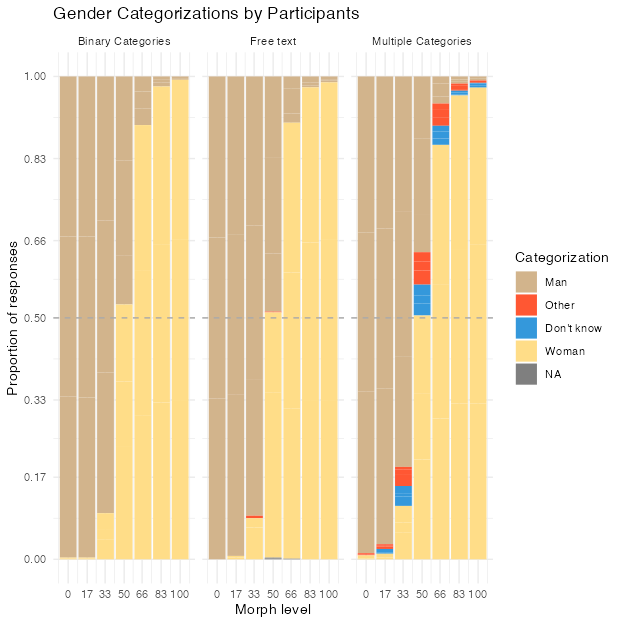 Gender Categorizations by Participants
Binary Categories
Free text
Multiple Categories
1.00
0.83
0.66
0.50
0.33
0.17
0.00
Proportion of responses
0 17 33 50 66 83 100
0 17 33 50 66 83 100
0 17 33 50 66 83 100
Morph level
Categorization
Man
Other
Don't know
Woman
NA